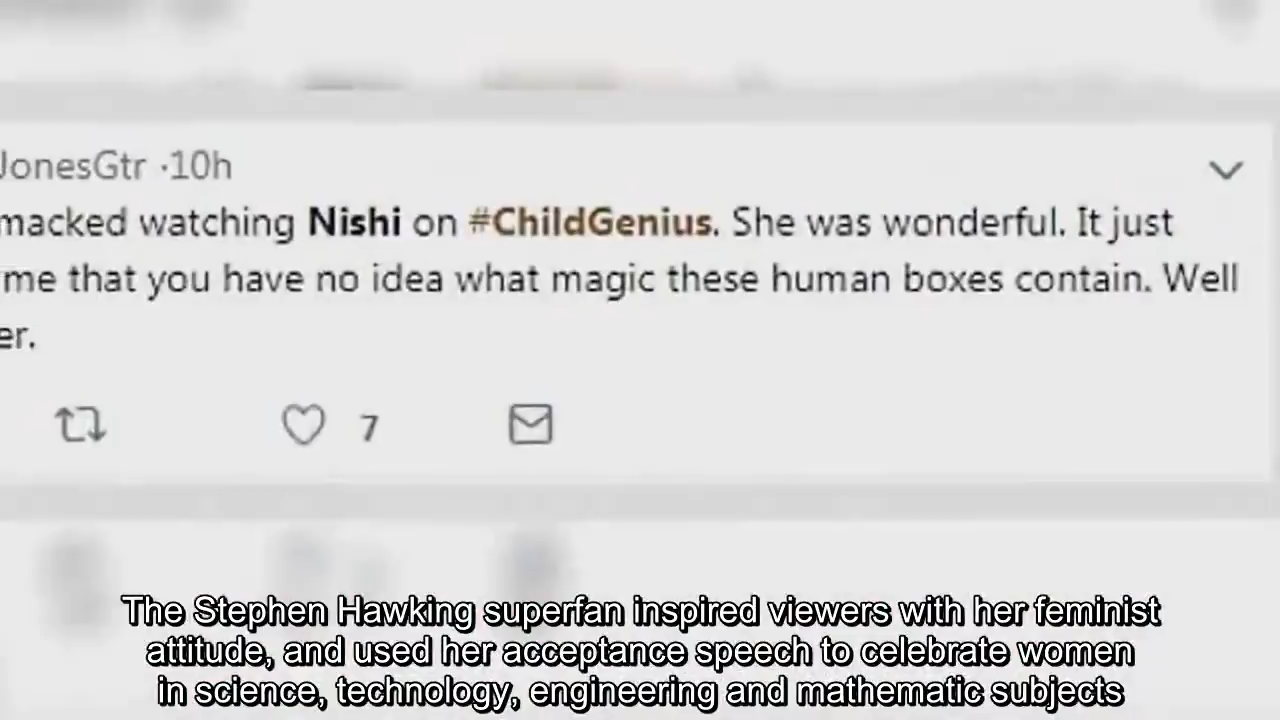 JonesGtr ·10h
macked watching Nishi on #ChildGenius. She was wonderful. It just
me that you have no idea what magic these human boxes contain. Well
er.
7
The Stephen Hawking superfan inspired viewers with her feminist
attitude, and used her acceptance speech to celebrate women
in science, technology, engineering and mathematic subjects